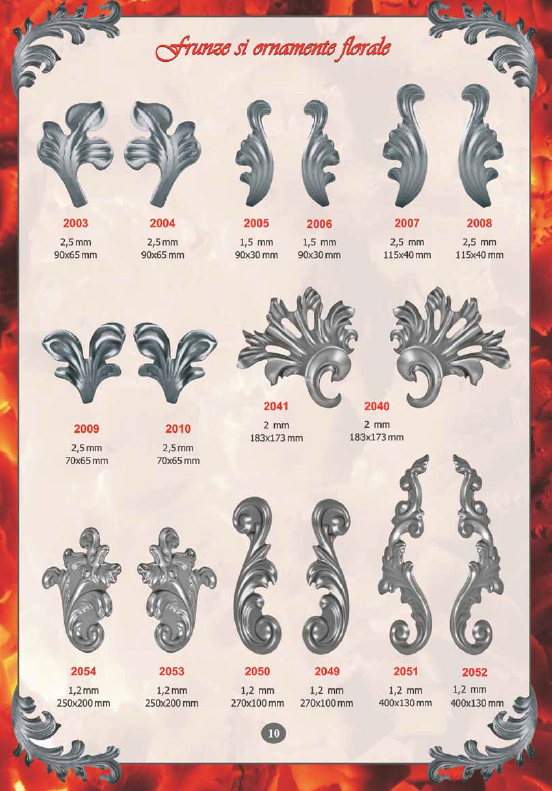 Frunze si ornamente florale
2003 2004 2005 2006 2007 2008
2,5 mm 2,5 mm 1,5 mm 1,5 mm 2,5 mm 2,5 mm
90x65 mm 90x65 mm 90x30 mm 90x30 mm 115x40 mm 115x40 mm
2041 2040
2 mm 2 mm
183x173 mm 183x173 mm
2009 2010
2,5 mm 2,5 mm
70x65 mm 70x65 mm
2054 2053 2050 2049 2051 2052
1,2 mm 1,2 mm 1,2 mm 1,2 mm 1,2 mm 1,2 mm
250x200 mm 250x200 mm 270x100 mm 270x100 mm 400x130 mm 400x130 mm
10